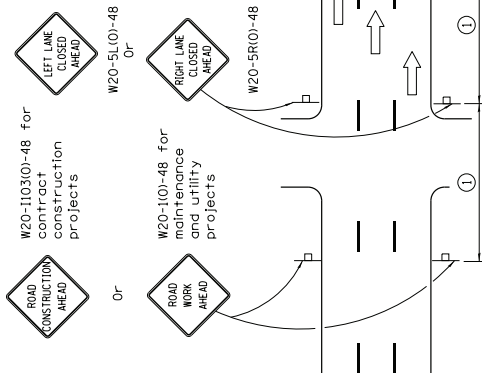 LEFT LANE
CLOSED
AHEAD
W20-5L(O)-48
Or
RIGHT LANE
CLOSED
AHEAD
W20-5R(O)-48
W20-I103(O)-48 for
contract
construction
projects
W20-1(O)-48 for
maintenance
and utility
projects
ROAD
CONSTRUCTION
AHEAD
Or
ROAD
WORK
AHEAD
1
1